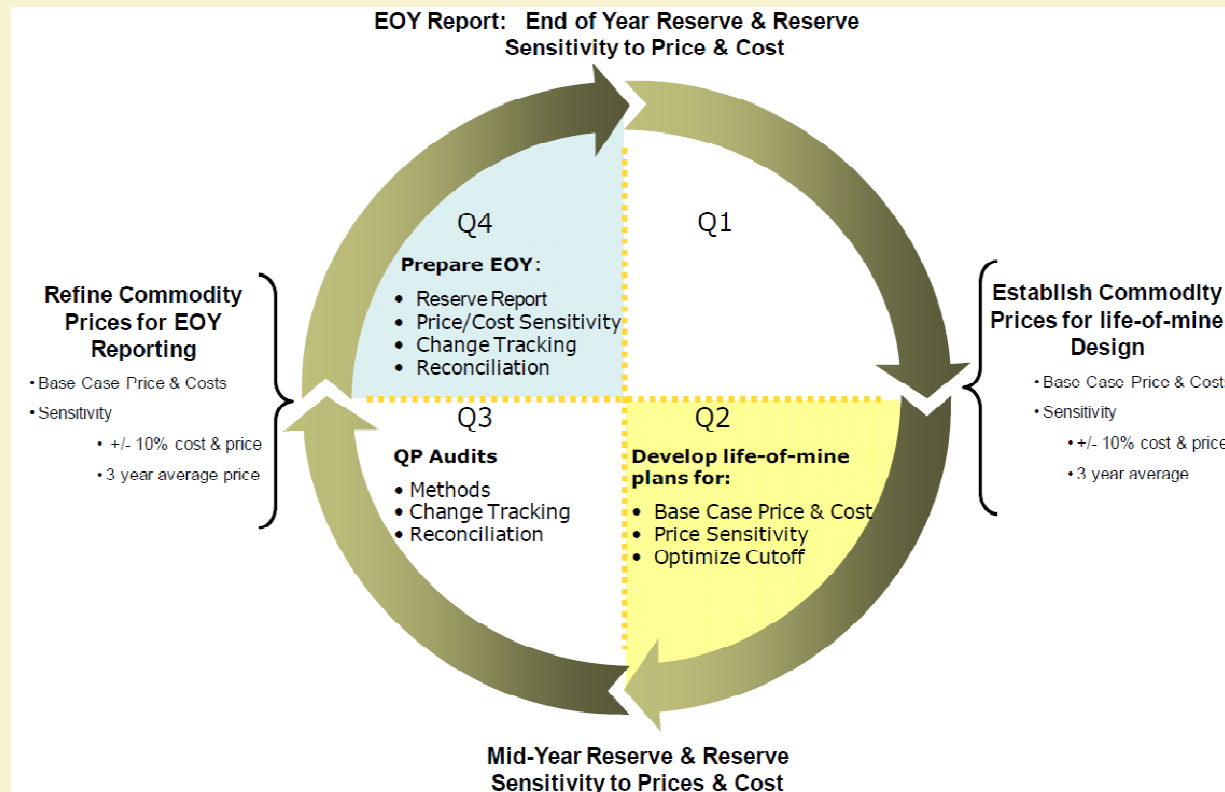 EOY Report: End of Year Reserve & Reserve
Sensitivity to Price & Cost
Q4
Prepare EOY:
• Reserve Report
• Price/Cost Sensitivity
• Change Tracking
• Reconciliation
Q1
Refine Commodity
Prices for EOY
Reporting
• Base Case Price & Costs
• Sensitivity
• +/- 10% cost & price
• 3 year average price
Establish Commodity
Prices for life-of-mine
Design
• Base Case Price & Costs
• Sensitivity
• +/- 10% cost & price
• 3 year average
Q3
QP Audits
• Methods
• Change Tracking
• Reconciliation
Q2
Develop life-of-mine
plans for:
• Base Case Price & Cost
• Price Sensitivity
• Optimize Cutoff
Mid-Year Reserve & Reserve
Sensitivity to Prices & Cost